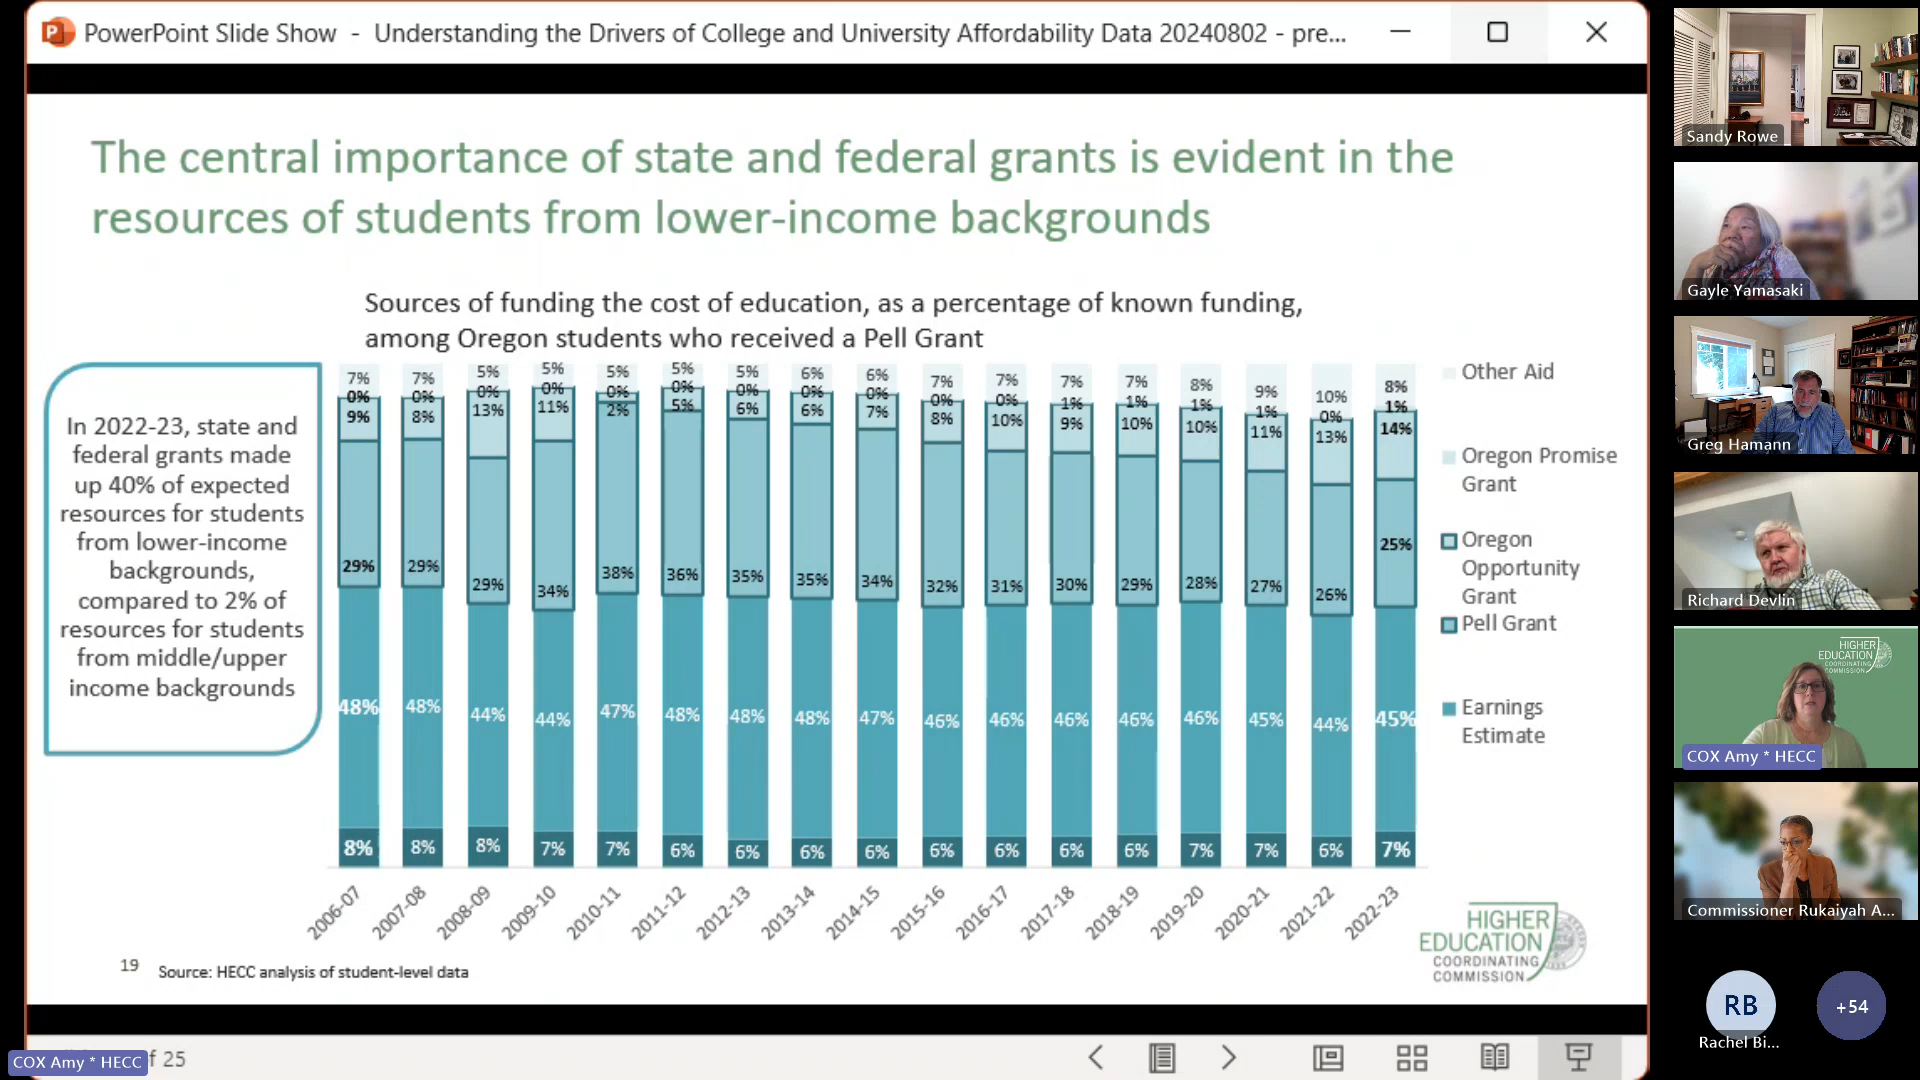 PowerPoint Slide Show - Understanding the Drivers of College and University Affordability Data 20240802 - pre...
The central importance of state and federal grants is evident in the
resources of students from lower-income backgrounds
Sources of funding the cost of education, as a percentage of known funding,
among Oregon students who received a Pell Grant
In 2022-23, state and
federal grants made
up 40% of expected
resources for students
from lower-income
backgrounds,
compared to 2% of
resources for students
from middle/upper
income backgrounds
7% 7% 5% 5% 5% 5% 5% 6% 6% 7% 7% 7% 7% 8% 9% 10% 8%
0% 0% 0% 0% 0% 0% 0% 0% 0% 0% 0% 1% 1% 1% 1% 0% 1%
9% 8% 13% 11% 2% 5% 6% 6% 7% 8% 10% 9% 10% 10% 11% 13% 14%
29% 29% 29% 34% 38% 36% 35% 35% 34% 32% 31% 30% 29% 28% 27% 26% 25%
48% 48% 44% 44% 47% 48% 48% 48% 47% 46% 46% 46% 46% 46% 45% 44% 45%
8% 8% 8% 7% 7% 6% 6% 6% 6% 6% 6% 6% 6% 7% 7% 6% 7%
2006-07 2007-08 2008-09 2009-10 2010-11 2011-12 2012-13 2013-14 2014-15 2015-16 2016-17 2017-18 2018-19 2019-20 2020-21 2021-22 2022-23
Other Aid
Oregon Promise
Grant
Oregon
Opportunity
Grant
Pell Grant
Earnings
Estimate
19
Source: HECC analysis of student-level data
HIGHER
EDUCATION
COORDINATING
COMMISSION
COX Amy * HECC
f 25
Sandy Rowe
Gayle Yamasaki
Greg Hamann
Richard Devlin
HIGHER
EDUCATION
COORDINATING
COMMISSION
COX Amy * HECC
Commissioner Rukaiyah A...
RB
Rachel Bi...
+54